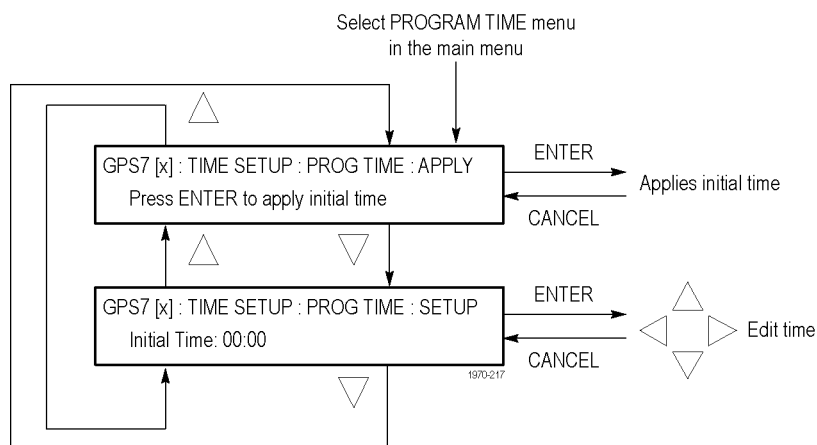 Select PROGRAM TIME menu
in the main menu
GPS7 [x] : TIME SETUP : PROG TIME : APPLY
Press ENTER to apply initial time
ENTER
CANCEL
Applies initial time
GPS7 [x] : TIME SETUP : PROG TIME : SETUP
Initial Time: 00:00
ENTER
CANCEL
Edit time
1970-217